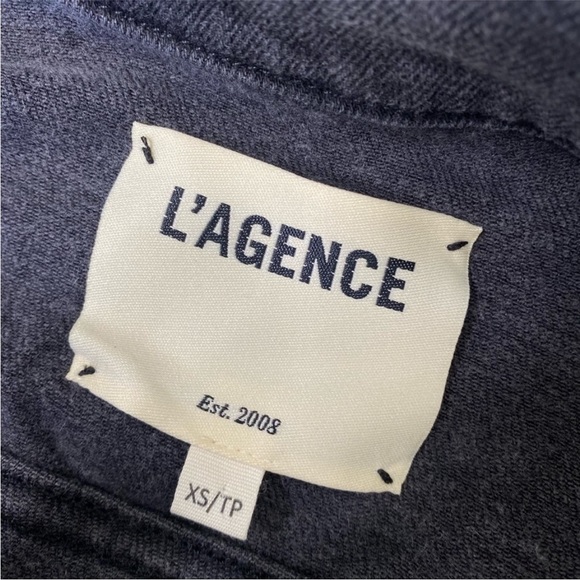 L'AGENCE
Est. 2008
XS/TP